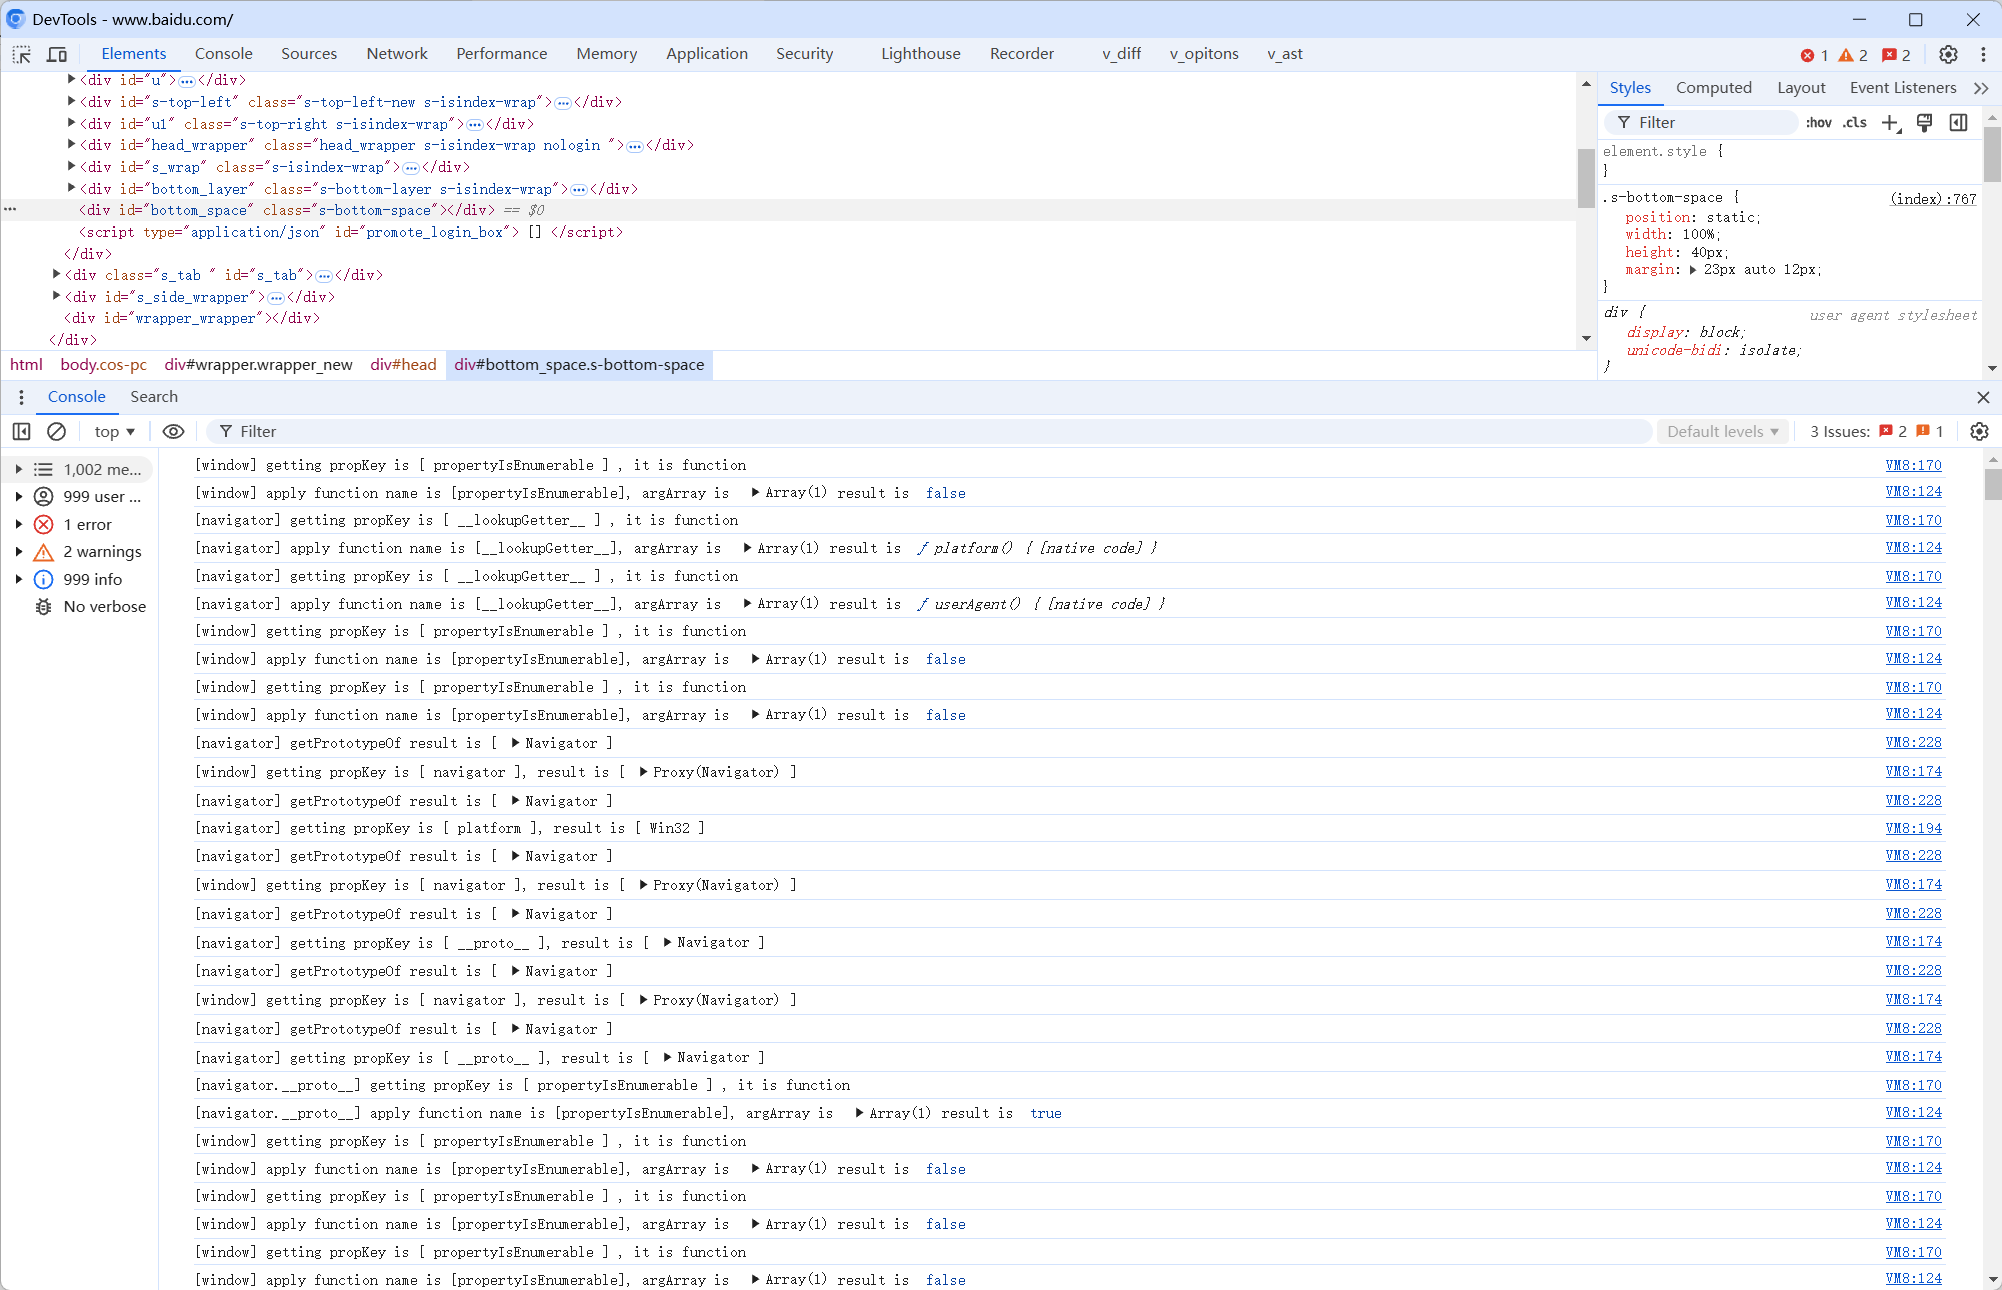 DevTools - www.baidu.com/
Elements Console Sources Network Performance Memory Application Security Lighthouse Recorder v_diff v_opitons v_ast 1 2 2
<div id="u">…</div>
<div id="s-top-left" class="s-top-left-new s-isindex-wrap">…</div>
<div id="u1" class="s-top-right s-isindex-wrap">…</div>
<div id="head_wrapper" class="head_wrapper s-isindex-wrap nologin ">…</div>
<div id="s_wrap" class="s-isindex-wrap">…</div>
<div id="bottom_layer" class="s-bottom-layer s-isindex-wrap">…</div>
… <div id="bottom_space" class="s-bottom-space"></div> == $0
<script type="application/json" id="promote_login_box"> [] </script>
</div>
<div class="s_tab " id="s_tab">…</div>
<div id="s_side_wrapper">…</div>
<div id="wrapper_wrapper"></div>
</div>
html body.cos-pc div#wrapper.wrapper_new div#head div#bottom_space.s-bottom-space
Styles Computed Layout Event Listeners
Filter :hov .cls
element.style {
}
.s-bottom-space { (index):767
position: static;
width: 100%;
height: 40px;
margin: 23px auto 12px;
}
div { user agent stylesheet
display: block;
unicode-bidi: isolate;
}
Console Search
top Filter Default levels 3 Issues: 2 1
1,002 me...
999 user ...
1 error
2 warnings
999 info
No verbose
[window] getting propKey is [ propertyIsEnumerable ] , it is function VM8:170
[window] apply function name is [propertyIsEnumerable], argArray is Array(1) result is false VM8:124
[navigator] getting propKey is [ __lookupGetter__ ] , it is function VM8:170
[navigator] apply function name is [__lookupGetter__], argArray is Array(1) result is ƒ platform() { [native code] } VM8:124
[navigator] getting propKey is [ __lookupGetter__ ] , it is function VM8:170
[navigator] apply function name is [__lookupGetter__], argArray is Array(1) result is ƒ userAgent() { [native code] } VM8:124
[window] getting propKey is [ propertyIsEnumerable ] , it is function VM8:170
[window] apply function name is [propertyIsEnumerable], argArray is Array(1) result is false VM8:124
[window] getting propKey is [ propertyIsEnumerable ] , it is function VM8:170
[window] apply function name is [propertyIsEnumerable], argArray is Array(1) result is false VM8:124
[navigator] getPrototypeOf result is [ Navigator ] VM8:228
[window] getting propKey is [ navigator ], result is [ Proxy(Navigator) ] VM8:174
[navigator] getPrototypeOf result is [ Navigator ] VM8:228
[navigator] getting propKey is [ platform ], result is [ Win32 ] VM8:194
[navigator] getPrototypeOf result is [ Navigator ] VM8:228
[window] getting propKey is [ navigator ], result is [ Proxy(Navigator) ] VM8:174
[navigator] getPrototypeOf result is [ Navigator ] VM8:228
[navigator] getting propKey is [ __proto__ ], result is [ Navigator ] VM8:174
[navigator] getPrototypeOf result is [ Navigator ] VM8:228
[window] getting propKey is [ navigator ], result is [ Proxy(Navigator) ] VM8:174
[navigator] getPrototypeOf result is [ Navigator ] VM8:228
[navigator] getting propKey is [ __proto__ ], result is [ Navigator ] VM8:174
[navigator.__proto__] getting propKey is [ propertyIsEnumerable ] , it is function VM8:170
[navigator.__proto__] apply function name is [propertyIsEnumerable], argArray is Array(1) result is true VM8:124
[window] getting propKey is [ propertyIsEnumerable ] , it is function VM8:170
[window] apply function name is [propertyIsEnumerable], argArray is Array(1) result is false VM8:124
[window] getting propKey is [ propertyIsEnumerable ] , it is function VM8:170
[window] apply function name is [propertyIsEnumerable], argArray is Array(1) result is false VM8:124
[window] getting propKey is [ propertyIsEnumerable ] , it is function VM8:170
[window] apply function name is [propertyIsEnumerable], argArray is Array(1) result is false VM8:124